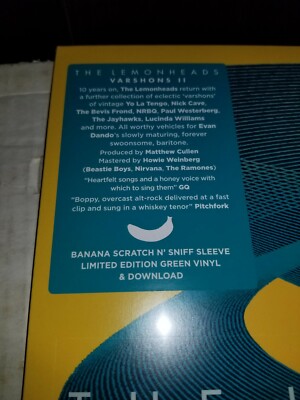 THE LEMONHEADS
VARSHONS II
10 years on, The Lemonheads return with
a further collection of eclectic 'varshons'
of vintage Yo La Tengo, Nick Cave,
The Bevis Frond, NRBQ, Paul Westerberg,
The Jayhawks, Lucinda Williams
and more. All worthy vehicles for Evan
Dando's slowly maturing, forever
swoonsome, baritone.
Produced by Matthew Cullen
Mastered by Howie Weinberg
(Beastie Boys, Nirvana, The Ramones)
"Heartfelt songs and a honey voice with
which to sing them" GQ
"Boppy, overcast alt-rock delivered at a fast
clip and sung in a whiskey tenor" Pitchfork
BANANA SCRATCH N' SNIFF SLEEVE
LIMITED EDITION GREEN VINYL
& DOWNLOAD
THE